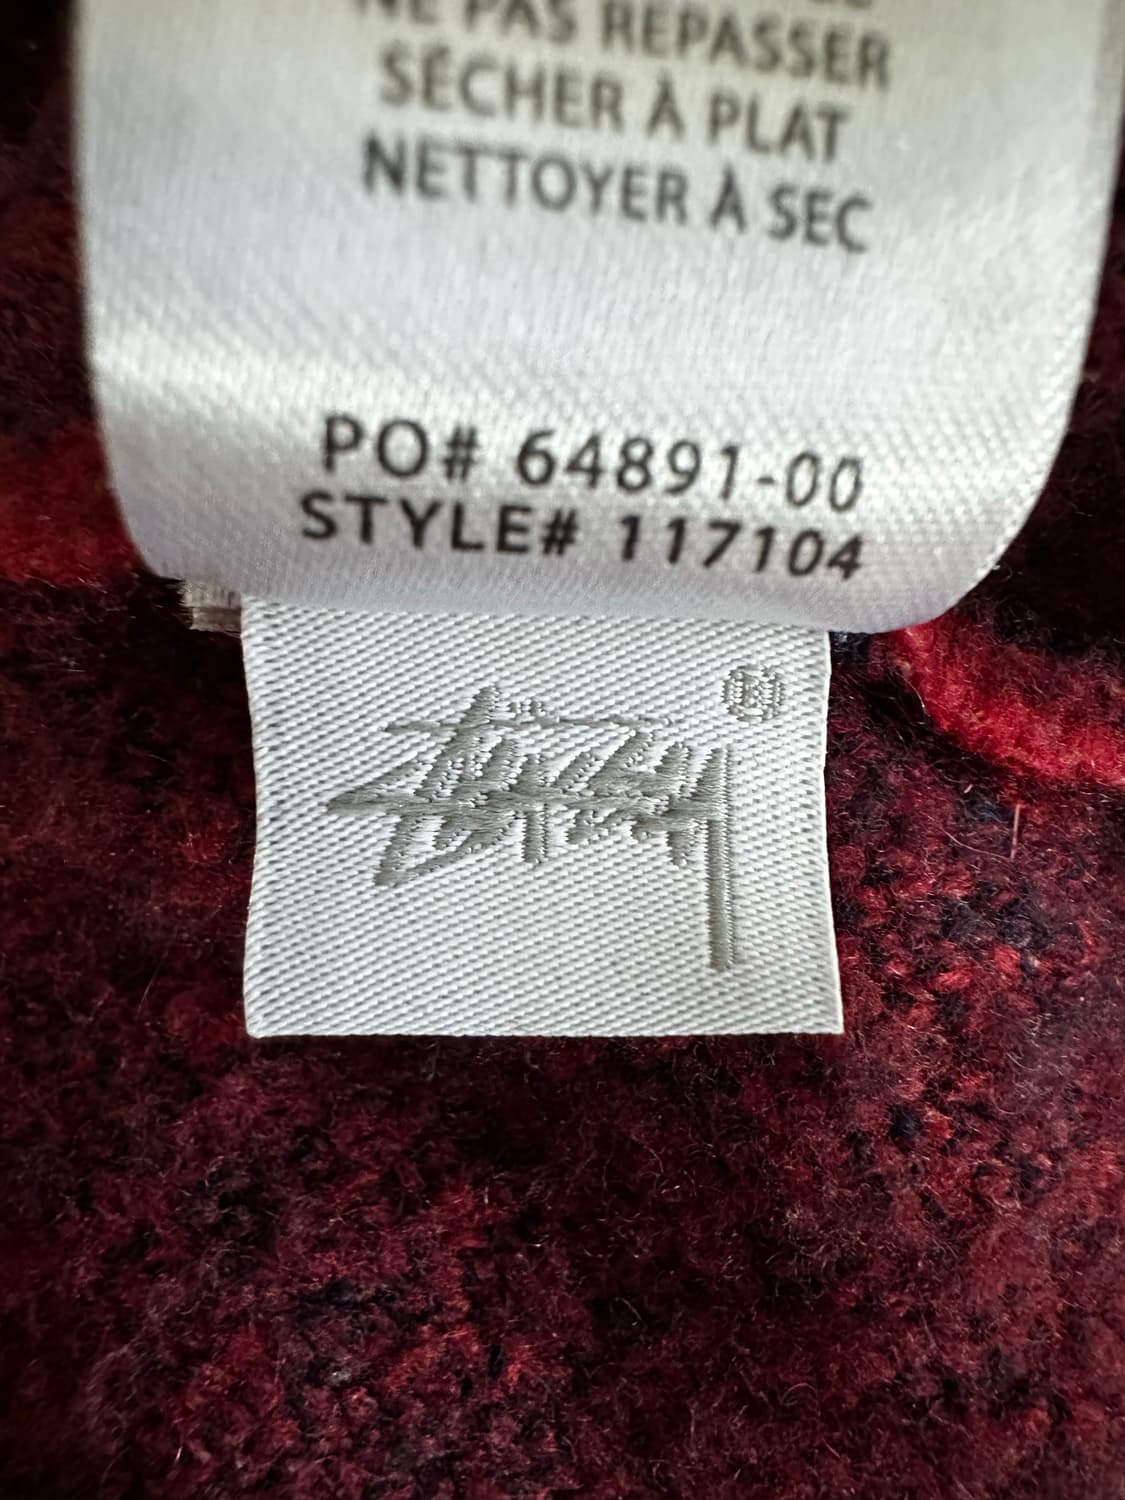 NE PAS REPASSER
SÉCHER À PLAT
NETTOYER À SEC
PO# 64891-00
STYLE# 117104
®
Stüssy